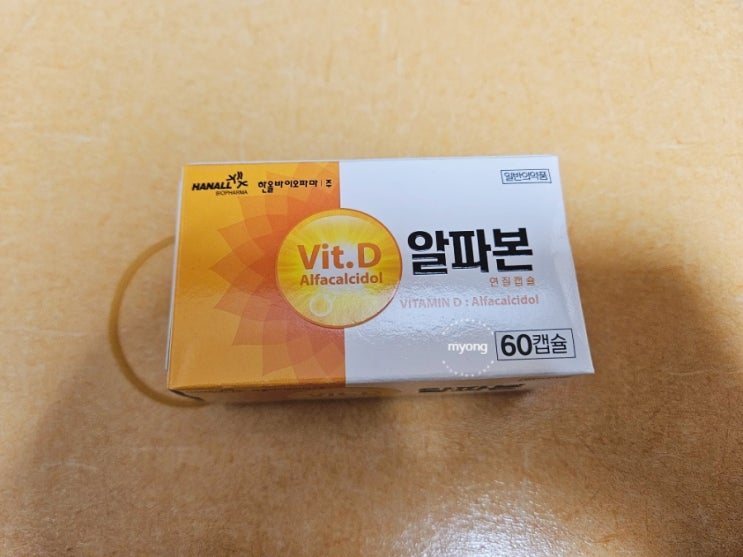 HANALL
BIOPHARMA
한올바이오파마(주
일반의약품
Vit.D
Alfacalcidol
알파본
연질캡슐
VITAMIN D : Alfacalcidol
myong
60캡슐